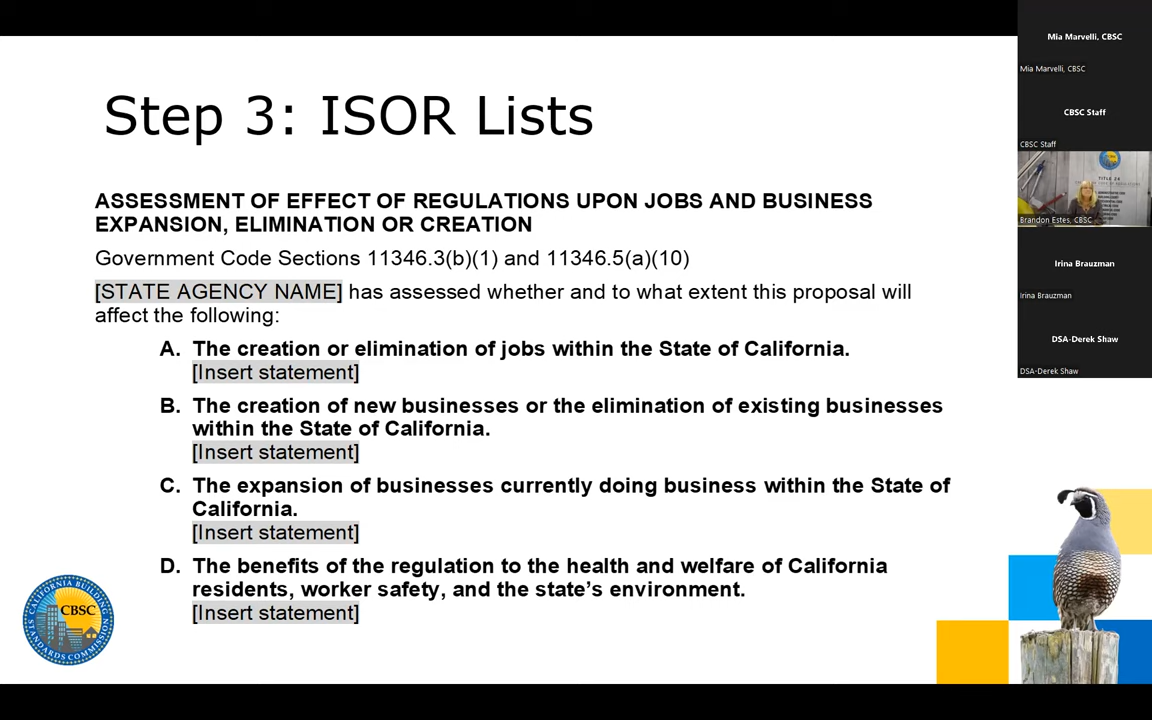 Step 3: ISOR Lists
ASSESSMENT OF EFFECT OF REGULATIONS UPON JOBS AND BUSINESS
EXPANSION, ELIMINATION OR CREATION
Government Code Sections 11346.3(b)(1) and 11346.5(a)(10)
[STATE AGENCY NAME] has assessed whether and to what extent this proposal will
affect the following:
A. The creation or elimination of jobs within the State of California.
[Insert statement]
B. The creation of new businesses or the elimination of existing businesses
within the State of California.
[Insert statement]
C. The expansion of businesses currently doing business within the State of
California.
[Insert statement]
D. The benefits of the regulation to the health and welfare of California
residents, worker safety, and the state's environment.
[Insert statement]
CALIFORNIA BUILDING
CBSC
STANDARDS COMMISSION
Mia Marvelli, CBSC
Mia Marvelli, CBSC
CBSC Staff
CBSC Staff
TITLE 24
Brandon Estes, CBSC
Irina Brauzman
Irina Brauzman
DSA-Derek Shaw
DSA-Derek Shaw